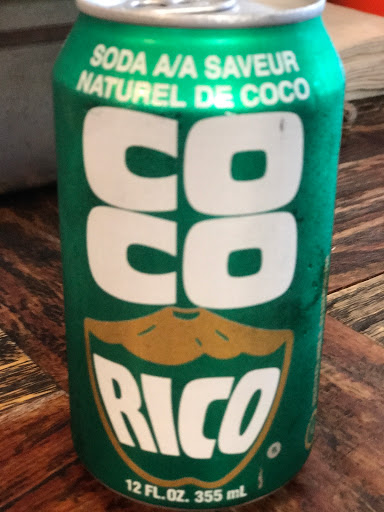 SODA A/A SAVEUR
NATUREL DE COCO
CO
CO
RICO
12 FL. OZ. 355 mL